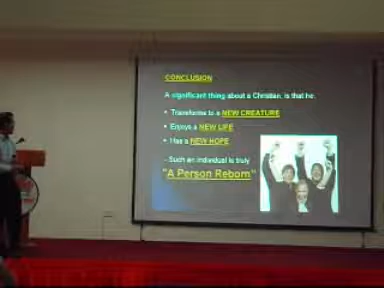 CONCLUSION
A significant thing about a Christian, is that he:
• Transforms to a NEW CREATURE
• Enjoys a NEW LIFE
• Has a NEW HOPE
- Such an individual is truly
"A Person Reborn"